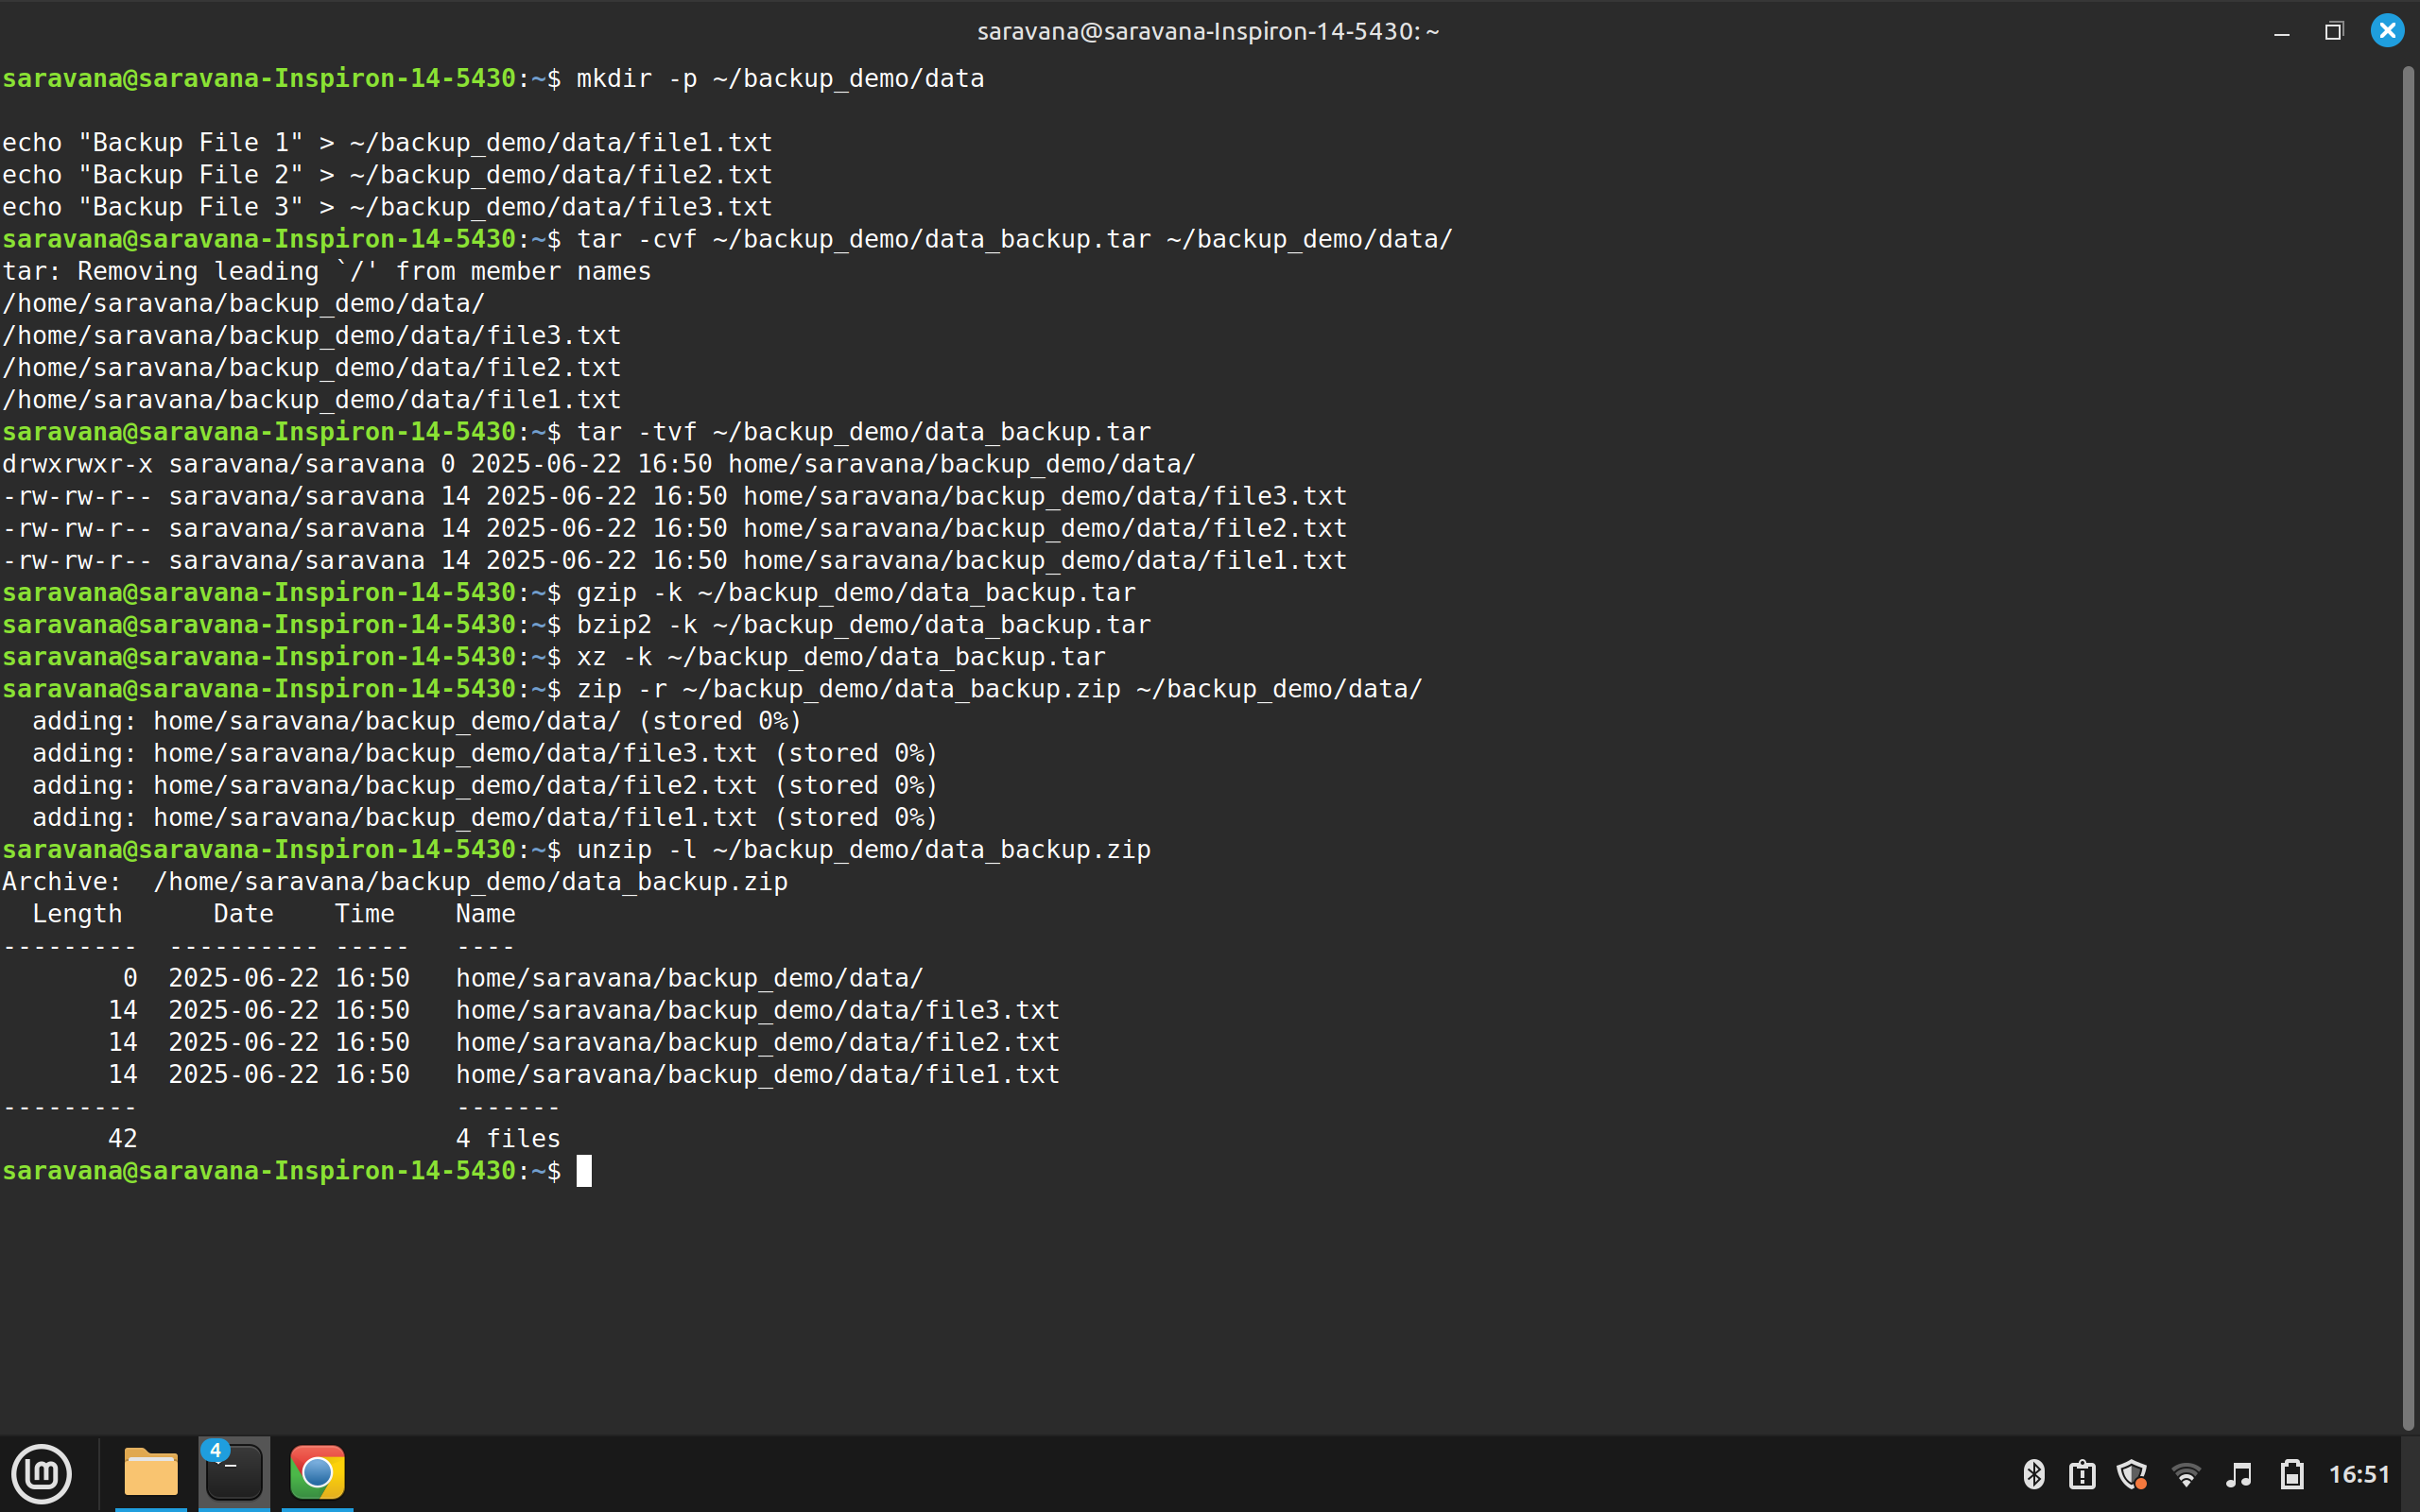 saravana@saravana-Inspiron-14-5430: ~
saravana@saravana-Inspiron-14-5430:~$ mkdir -p ~/backup_demo/data

echo "Backup File 1" > ~/backup_demo/data/file1.txt
echo "Backup File 2" > ~/backup_demo/data/file2.txt
echo "Backup File 3" > ~/backup_demo/data/file3.txt
saravana@saravana-Inspiron-14-5430:~$ tar -cvf ~/backup_demo/data_backup.tar ~/backup_demo/data/
tar: Removing leading `/' from member names
/home/saravana/backup_demo/data/
/home/saravana/backup_demo/data/file3.txt
/home/saravana/backup_demo/data/file2.txt
/home/saravana/backup_demo/data/file1.txt
saravana@saravana-Inspiron-14-5430:~$ tar -tvf ~/backup_demo/data_backup.tar
drwxrwxr-x saravana/saravana 0 2025-06-22 16:50 home/saravana/backup_demo/data/
-rw-rw-r-- saravana/saravana 14 2025-06-22 16:50 home/saravana/backup_demo/data/file3.txt
-rw-rw-r-- saravana/saravana 14 2025-06-22 16:50 home/saravana/backup_demo/data/file2.txt
-rw-rw-r-- saravana/saravana 14 2025-06-22 16:50 home/saravana/backup_demo/data/file1.txt
saravana@saravana-Inspiron-14-5430:~$ gzip -k ~/backup_demo/data_backup.tar
saravana@saravana-Inspiron-14-5430:~$ bzip2 -k ~/backup_demo/data_backup.tar
saravana@saravana-Inspiron-14-5430:~$ xz -k ~/backup_demo/data_backup.tar
saravana@saravana-Inspiron-14-5430:~$ zip -r ~/backup_demo/data_backup.zip ~/backup_demo/data/
  adding: home/saravana/backup_demo/data/ (stored 0%)
  adding: home/saravana/backup_demo/data/file3.txt (stored 0%)
  adding: home/saravana/backup_demo/data/file2.txt (stored 0%)
  adding: home/saravana/backup_demo/data/file1.txt (stored 0%)
saravana@saravana-Inspiron-14-5430:~$ unzip -l ~/backup_demo/data_backup.zip
Archive:  /home/saravana/backup_demo/data_backup.zip
  Length      Date    Time    Name
---------  ---------- -----   ----
        0  2025-06-22 16:50   home/saravana/backup_demo/data/
       14  2025-06-22 16:50   home/saravana/backup_demo/data/file3.txt
       14  2025-06-22 16:50   home/saravana/backup_demo/data/file2.txt
       14  2025-06-22 16:50   home/saravana/backup_demo/data/file1.txt
---------                     -------
       42                     4 files
saravana@saravana-Inspiron-14-5430:~$
4
16:51